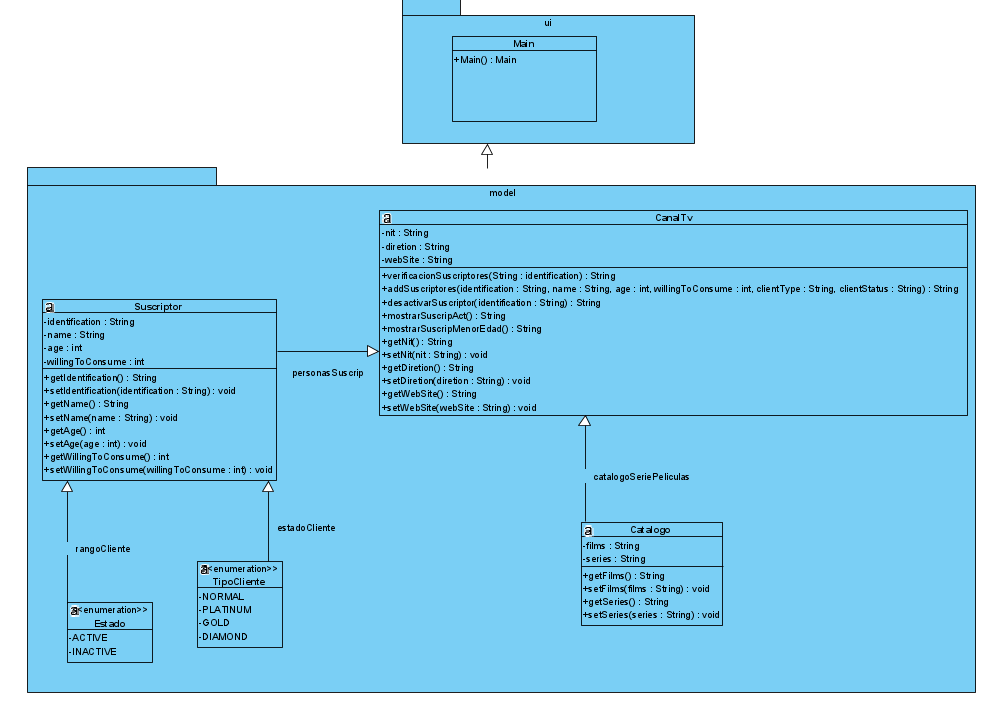 ui
Main
+Main() : Main
model
a
CanalTv
-nit : String
-diretion : String
-webSite : String
+verificacionSuscriptores(String : identification) : String
+addSuscriptores(identification : String, name : String, age : int, willingToConsume : int, clientType : String, clientStatus : String) : String
+desactivarSuscriptor(identification : String) : String
+mostrarSuscripAct() : String
+mostrarSuscripMenorEdad() : String
+getNit() : String
+setNit(nit : String) : void
+getDiretion() : String
+setDiretion(diretion : String) : void
+getWebSite() : String
+setWebSite(webSite : String) : void
a
Suscriptor
-identification : String
-name : String
-age : int
-willingToConsume : int
+getIdentification() : String
+setIdentification(identification : String) : void
+getName() : String
+setName(name : String) : void
+getAge() : int
+setAge(age : int) : void
+getWillingToConsume() : int
+setWillingToConsume(willingToConsume : int) : void
personasSuscrip
catalogoSeriePeliculas
estadoCliente
rangoCliente
a
Catalogo
-films : String
-series : String
+getFilms() : String
+setFilms(films : String) : void
+getSeries() : String
+setSeries(series : String) : void
a
<enumeration>>
TipoCliente
-NORMAL
-PLATINUM
-GOLD
-DIAMOND
a
<enumeration>>
Estado
-ACTIVE
-INACTIVE